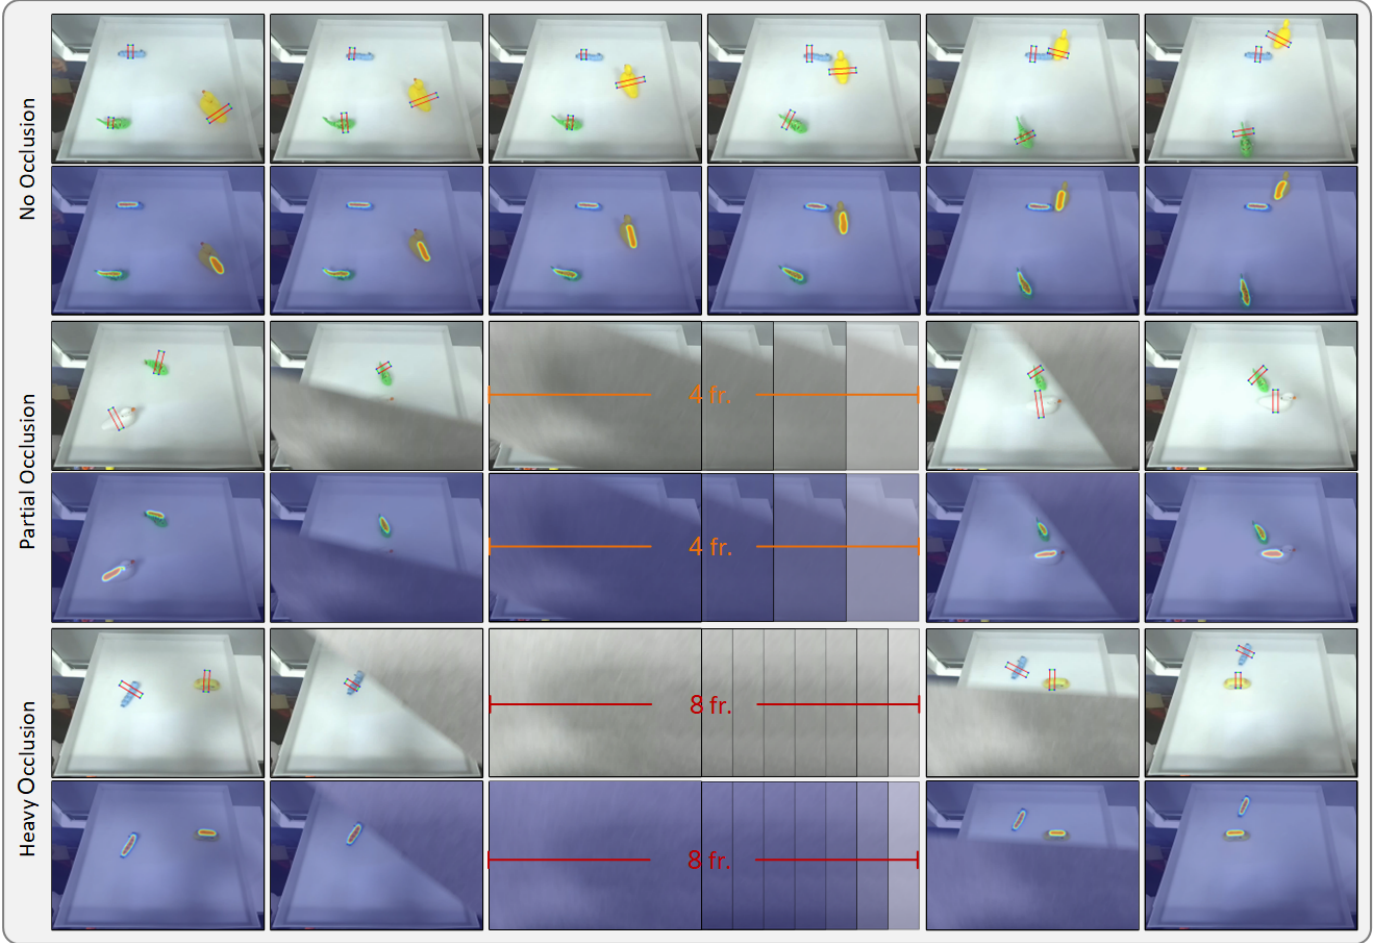 No Occlusion
Partial Occlusion
4 fr.
4 fr.
Heavy Occlusion
8 fr.
8 fr.